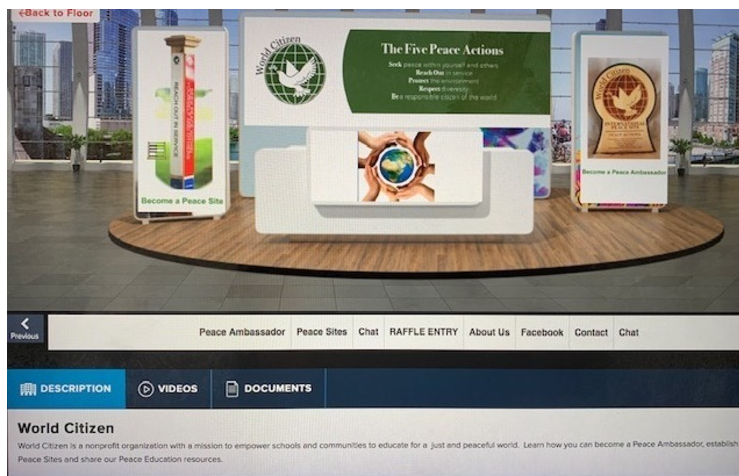 ←Back to Floor
World Citizen
The Five Peace Actions
Seek peace within yourself and others
Reach Out in service
Protect the environment
Respect diversity
Be a responsible citizen of the world
REACH OUT IN SERVICE
Become a Peace Site
World Citizen
INTERNATIONAL
PEACE SITE
Become a Peace Ambassador
Previous
Peace Ambassador Peace Sites Chat RAFFLE ENTRY About Us Facebook Contact Chat
DESCRIPTION VIDEOS DOCUMENTS
World Citizen
World Citizen is a nonprofit organization with a mission to empower schools and communities to educate for a just and peaceful world. Learn how you can become a Peace Ambassador, establish
Peace Sites and share our Peace Education resources.